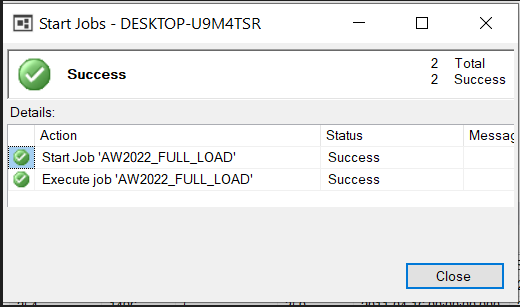 Start Jobs - DESKTOP-U9M4TSR
Success
2 Total
2 Success
Details:
Action Status Messag
Start Job 'AW2022_FULL_LOAD' Success
Execute job 'AW2022_FULL_LOAD' Success
Close